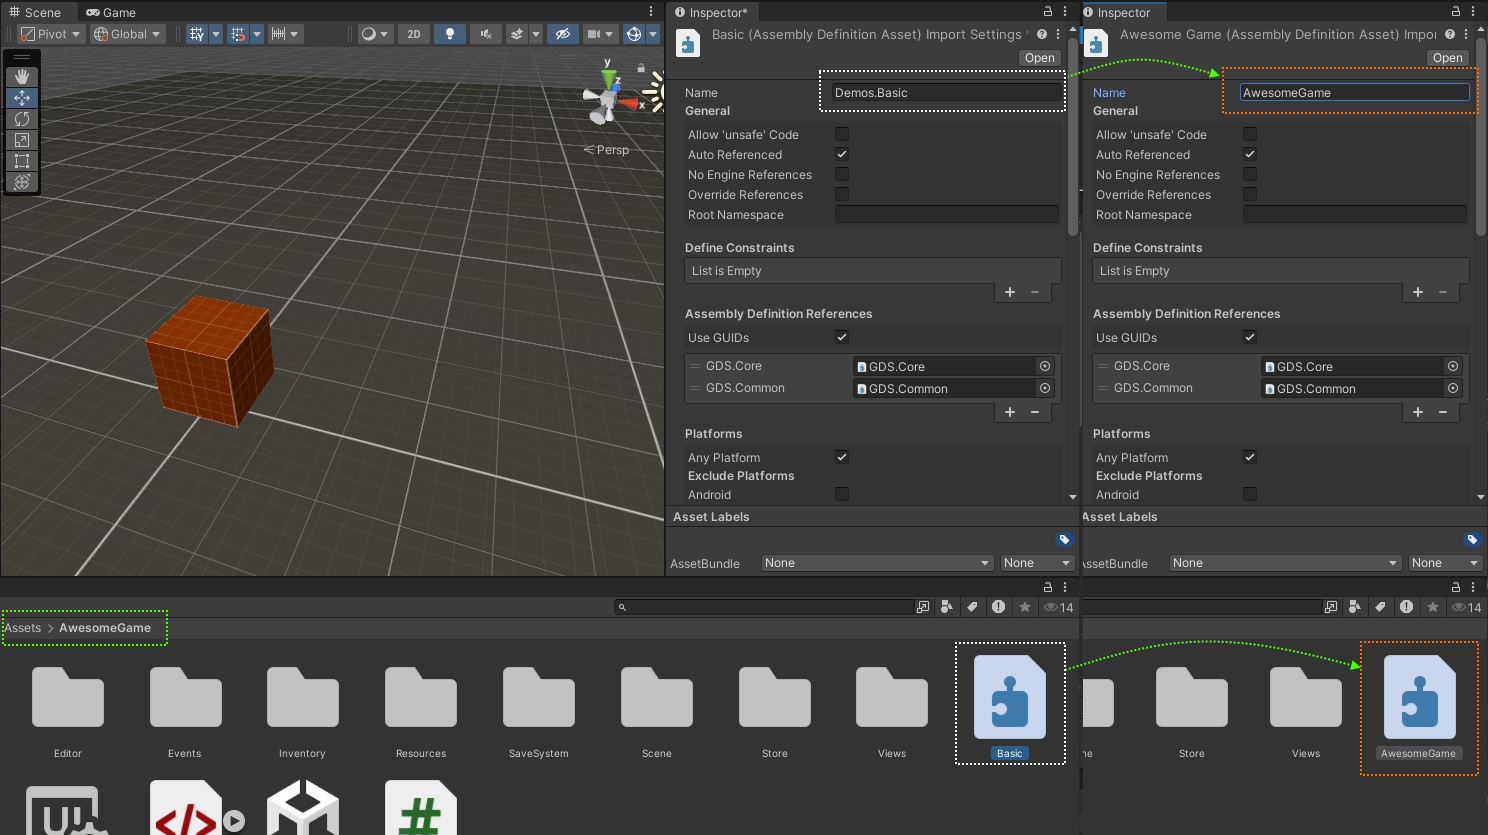 Scene
Game
Pivot
Global
2D
y
z
x
Persp
Inspector*
Basic (Assembly Definition Asset) Import Settings
Open
Name
Demos.Basic
General
Allow 'unsafe' Code
Auto Referenced
No Engine References
Override References
Root Namespace
Define Constraints
List is Empty
Assembly Definition References
Use GUIDs
GDS.Core
GDS.Core
GDS.Common
GDS.Common
Platforms
Any Platform
Exclude Platforms
Android
Asset Labels
AssetBundle
None
None
Inspector
Awesome Game (Assembly Definition Asset) Impor
Open
Name
AwesomeGame
General
Allow 'unsafe' Code
Auto Referenced
No Engine References
Override References
Root Namespace
Define Constraints
List is Empty
Assembly Definition References
Use GUIDs
GDS.Core
GDS.Core
GDS.Common
GDS.Common
Platforms
Any Platform
Exclude Platforms
Android
Asset Labels
AssetBundle
None
None
14
14
Assets > AwesomeGame
Editor
Events
Inventory
Resources
SaveSystem
Scene
Store
Views
Basic
ne
Store
Views
AwesomeGame
UI
</>
#